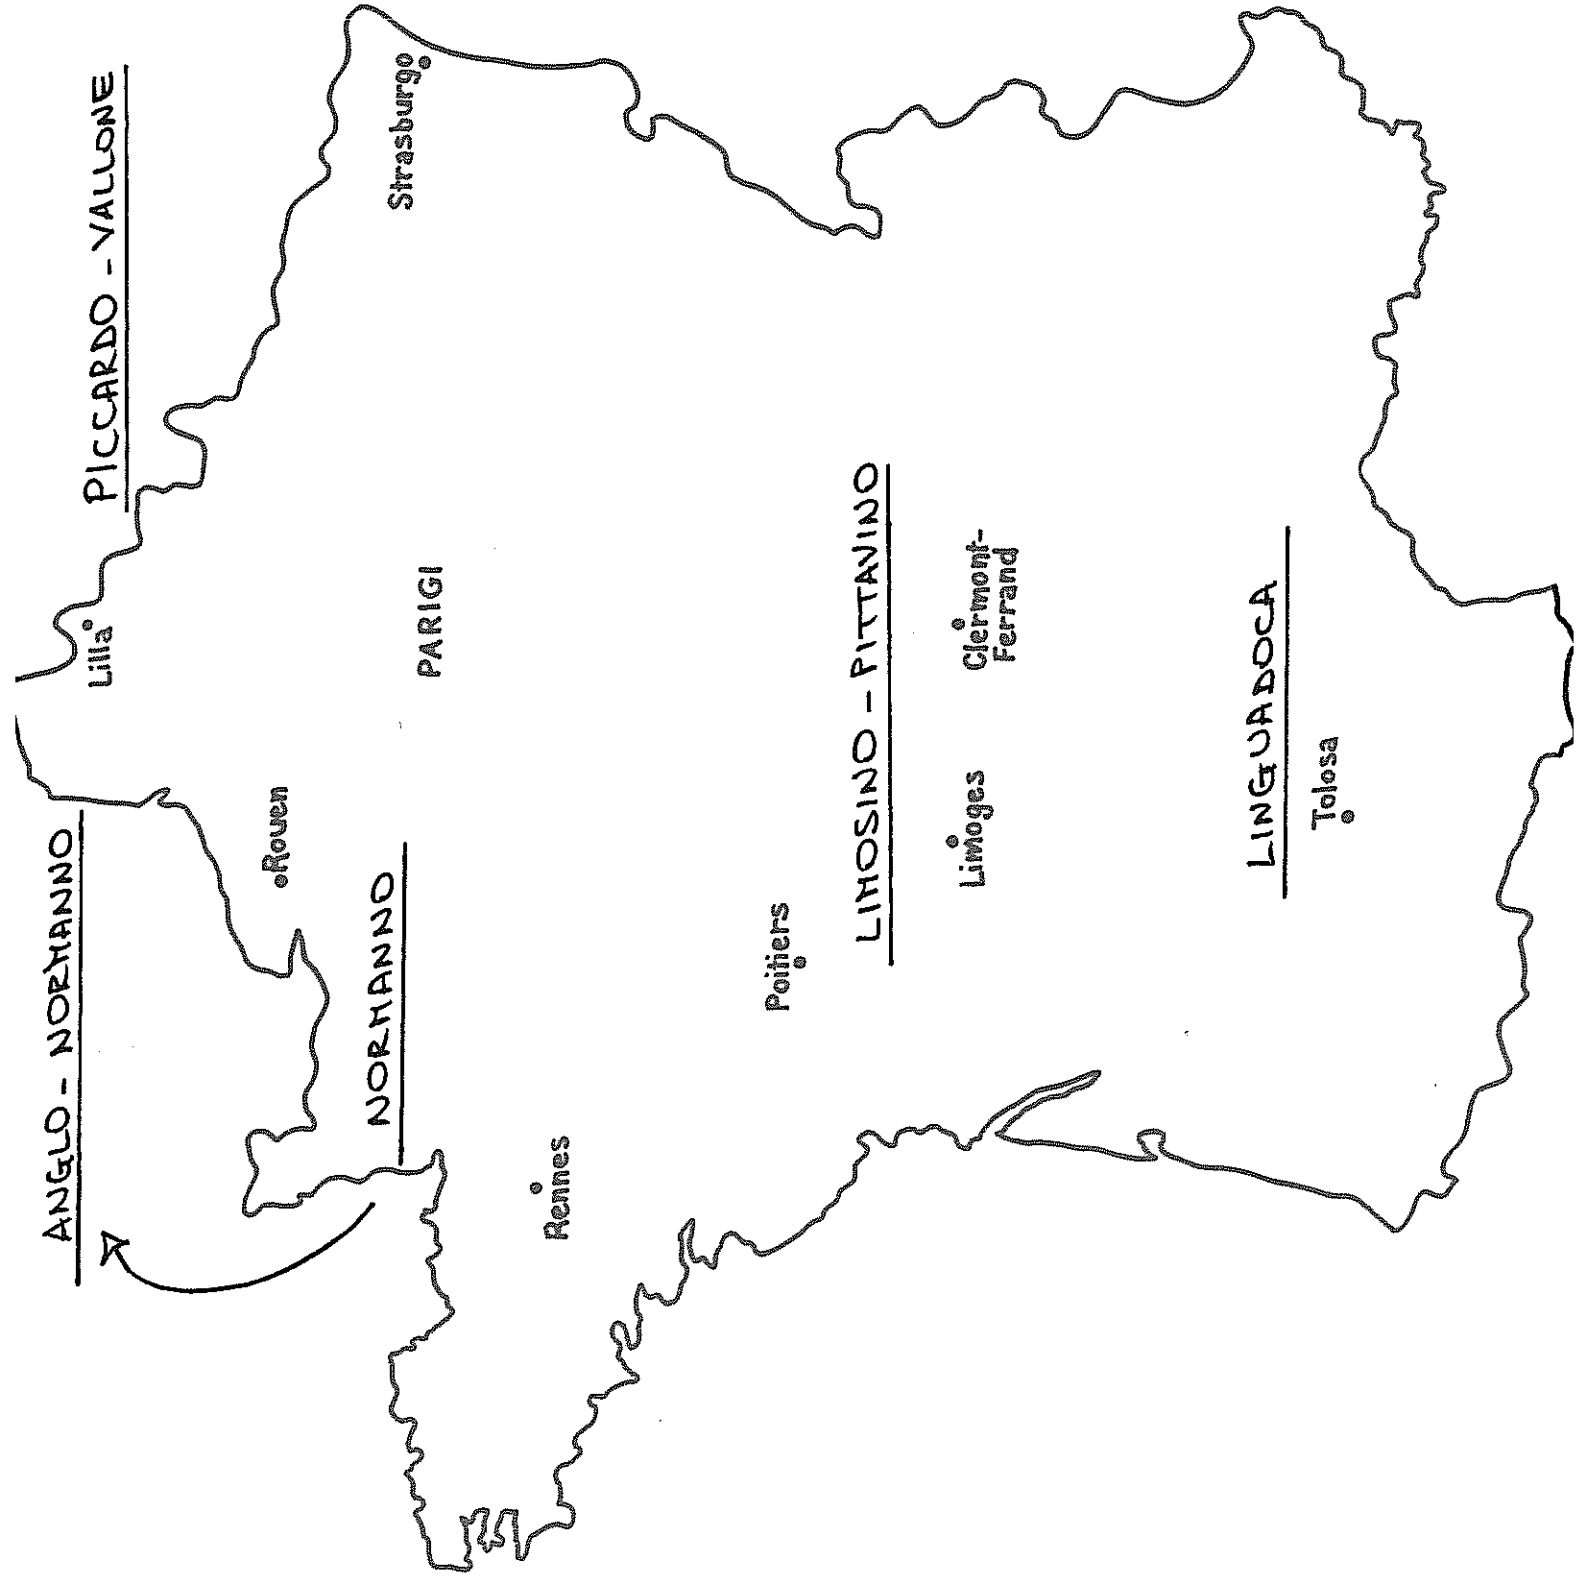 ANGLO - NORMANNO
PICCARDO - VALLONE
Lilla
Rouen
NORMANNO
PARIGI
Strasburgo
Rennes
Poitiers
LIMOSINO - PITTAVINO
Limoges
Clermont-
Ferrand
LINGUADOCA
Tolosa